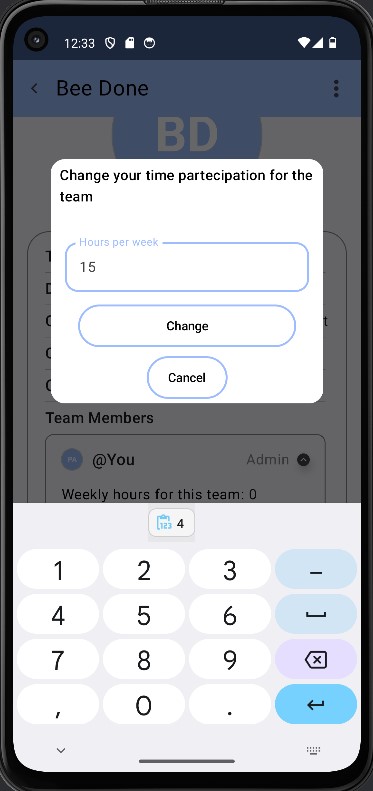 12:33
Bee Done
BD
Change your time partecipation for the
team
Hours per week
15
Change
Cancel
Team Members
PA @You Admin
Weekly hours for this team: 0
123 4
1 2 3 –
4 5 6
7 8 9
, 0 .